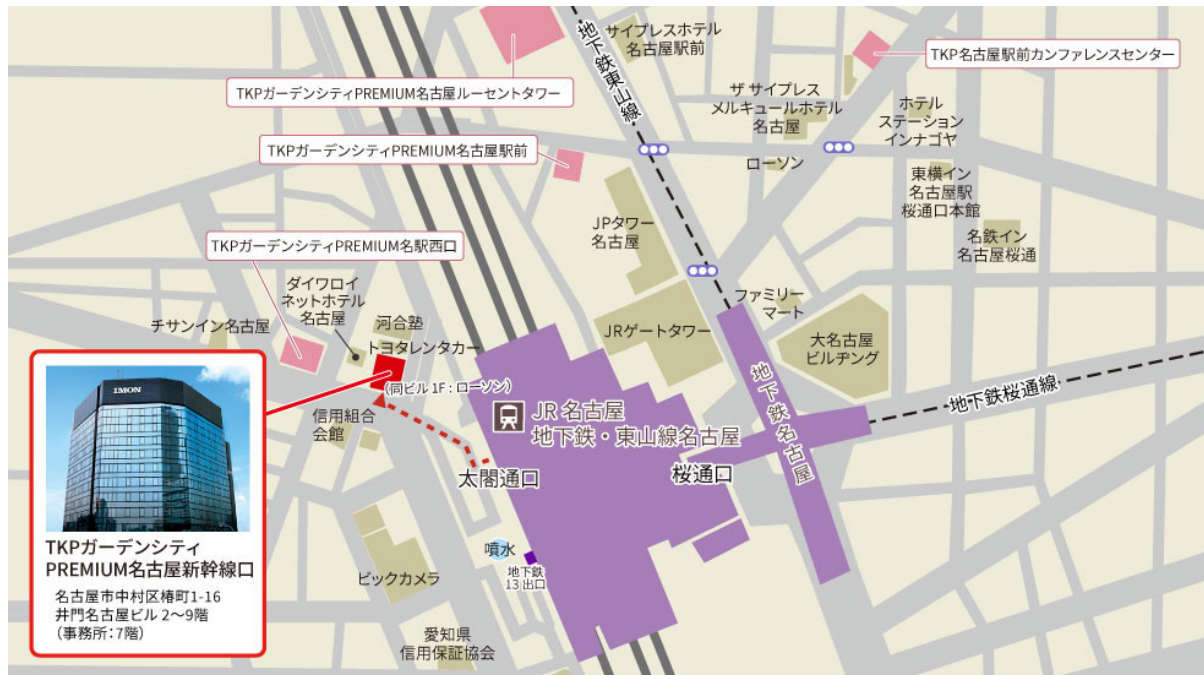 サイプレスホテル
名古屋駅前
TKP名古屋駅前カンファレンスセンター
地下鉄東山線
TKPガーデンシティPREMIUM名古屋ルーセントタワー
ザ サイプレス
メルキュールホテル
名古屋
ホテル
ステーション
インナゴヤ
TKPガーデンシティPREMIUM名古屋駅前
ローソン
東横イン
名古屋駅
桜通口本館
JPタワー
名古屋
名鉄イン
名古屋桜通
TKPガーデンシティPREMIUM名駅西口
ダイワロイ
ネットホテル
名古屋
チサンイン名古屋
河合塾
トヨタレンタカー
(同ビル 1F : ローソン)
JRゲートタワー
ファミリー
マート
大名古屋
ビルヂング
地下鉄名古屋
地下鉄桜通線
信用組合
会館
JR 名古屋
地下鉄・東山線名古屋
太閤通口
桜通口
噴水
地下鉄
13 出口
ビックカメラ
愛知県
信用保証協会
IMON
TKPガーデンシティ
PREMIUM名古屋新幹線口
名古屋市中村区椿町1-16
井門名古屋ビル 2〜9階
(事務所:7階)